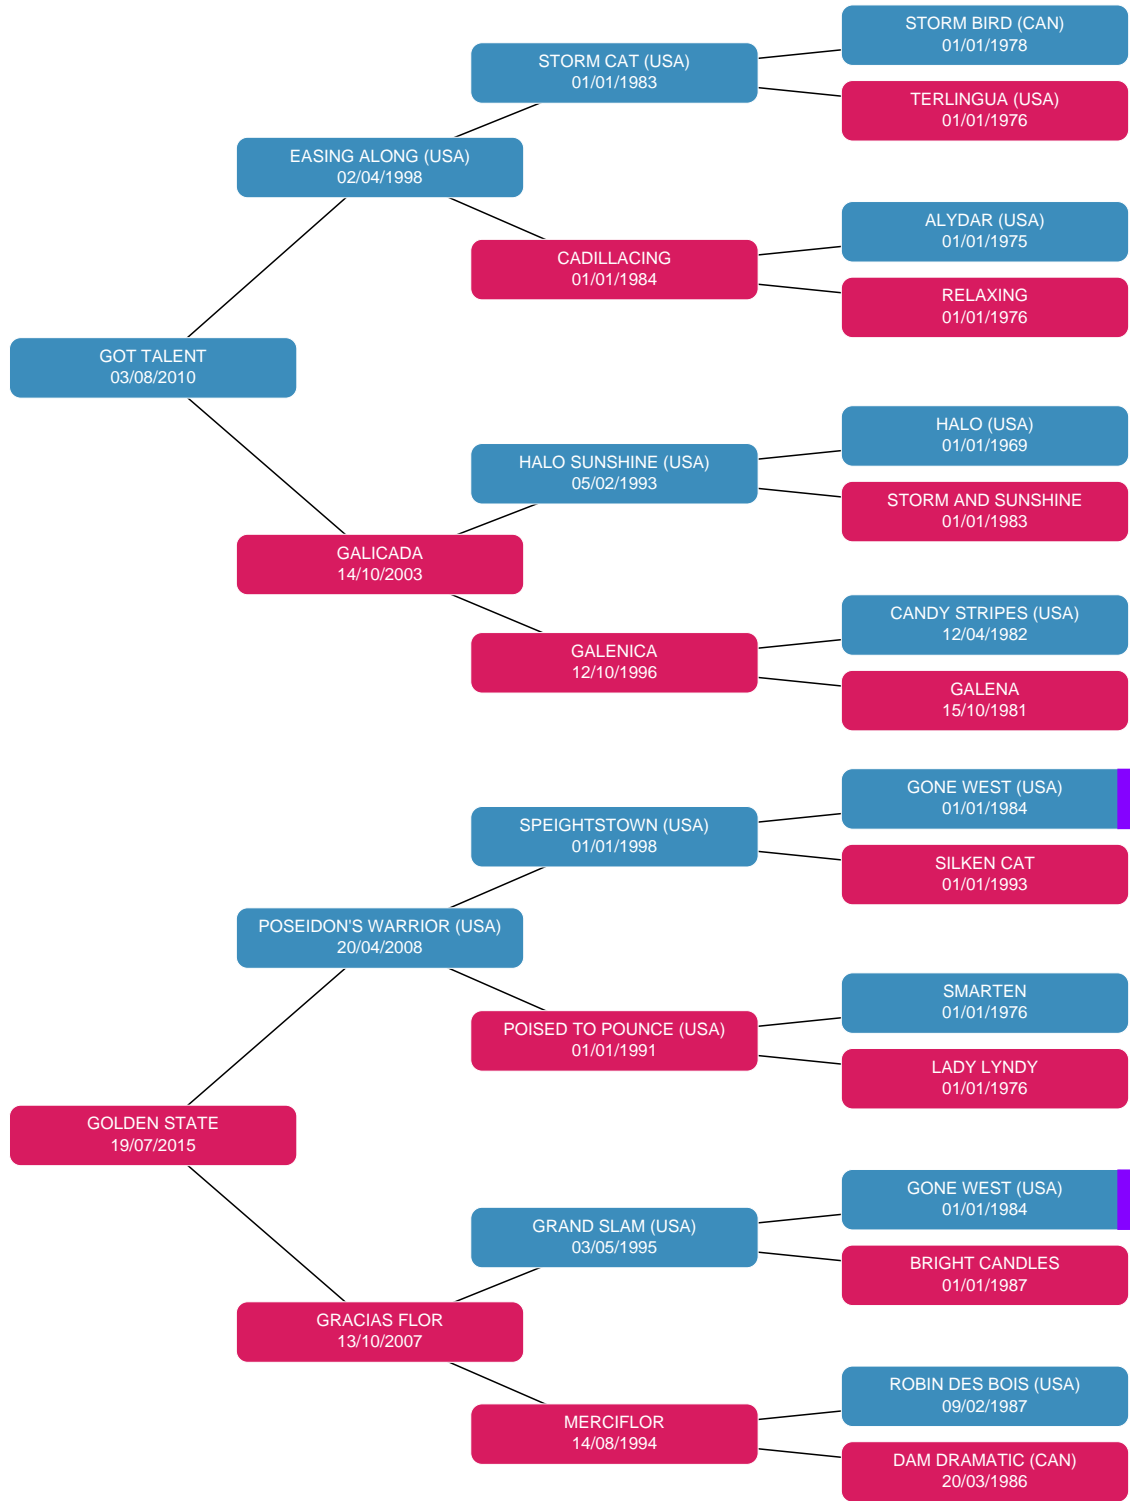 STORM BIRD (CAN)
01/01/1978
STORM CAT (USA)
01/01/1983
TERLINGUA (USA)
01/01/1976
EASING ALONG (USA)
02/04/1998
ALYDAR (USA)
01/01/1975
CADILLACING
01/01/1984
RELAXING
01/01/1976
GOT TALENT
03/08/2010
HALO (USA)
01/01/1969
HALO SUNSHINE (USA)
05/02/1993
STORM AND SUNSHINE
01/01/1983
GALICADA
14/10/2003
CANDY STRIPES (USA)
12/04/1982
GALENICA
12/10/1996
GALENA
15/10/1981
GONE WEST (USA)
01/01/1984
SPEIGHTSTOWN (USA)
01/01/1998
SILKEN CAT
01/01/1993
POSEIDON'S WARRIOR (USA)
20/04/2008
SMARTEN
01/01/1976
POISED TO POUNCE (USA)
01/01/1991
LADY LYNDY
01/01/1976
GOLDEN STATE
19/07/2015
GONE WEST (USA)
01/01/1984
GRAND SLAM (USA)
03/05/1995
BRIGHT CANDLES
01/01/1987
GRACIAS FLOR
13/10/2007
ROBIN DES BOIS (USA)
09/02/1987
MERCIFLOR
14/08/1994
DAM DRAMATIC (CAN)
20/03/1986